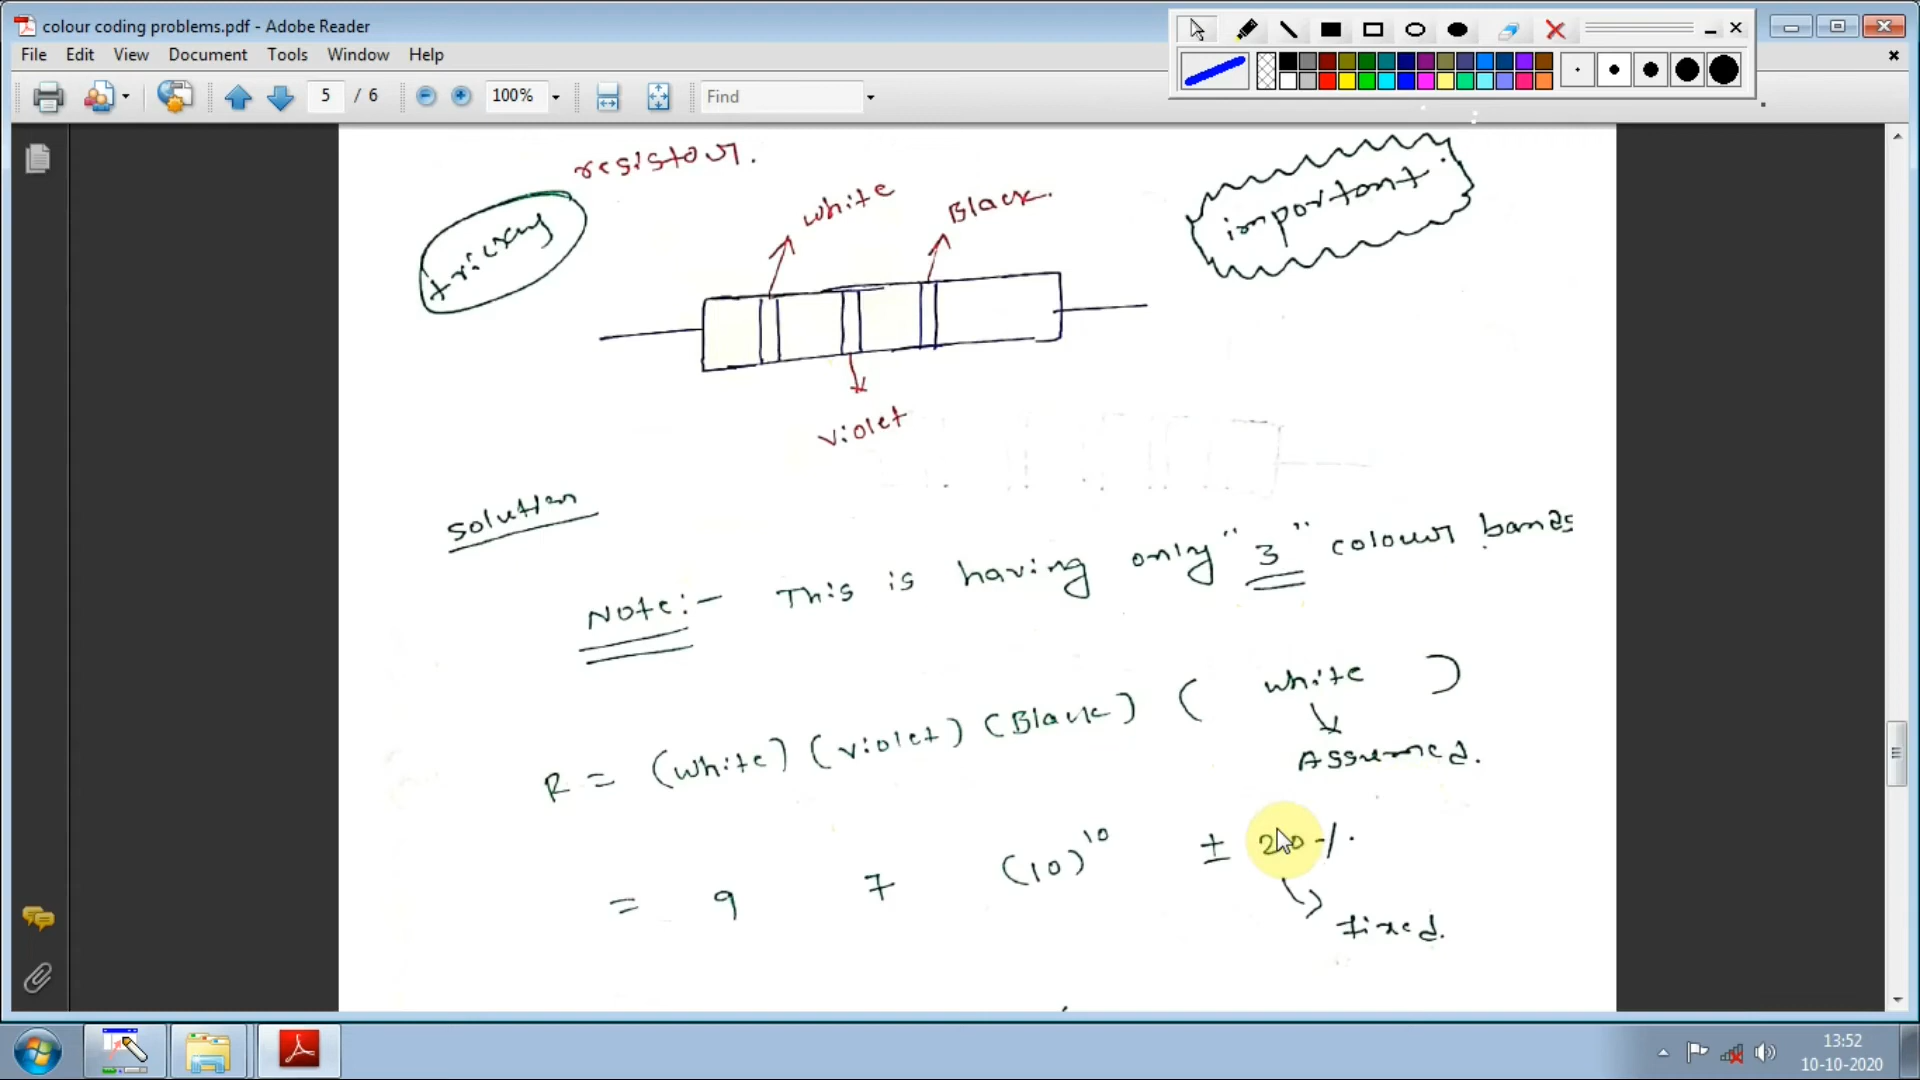 colour coding problems.pdf - Adobe Reader
File Edit View Document Tools Window Help
5 / 6 100% Find
resistour.
tricky
white
Black.
important.
violet
solution
Note:- This is having only "3" colour bands
R = (white) (violet) (Black) ( white )
Assumed.
= 9 7 (10)^10 ± 20 %.
fixed.
13:52
10-10-2020